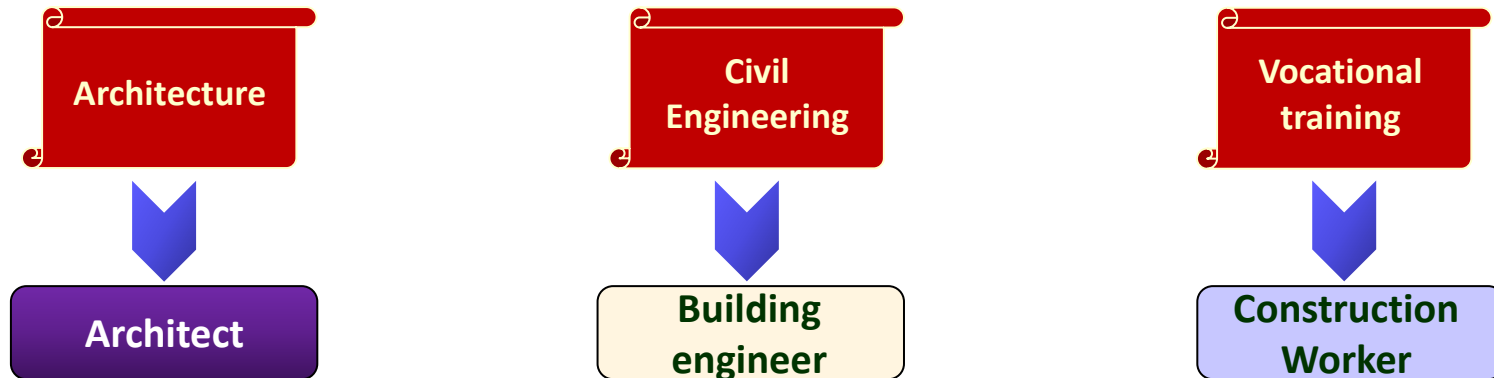 Architecture
Civil
Engineering
Vocational
training
Architect
Building
engineer
Construction
Worker